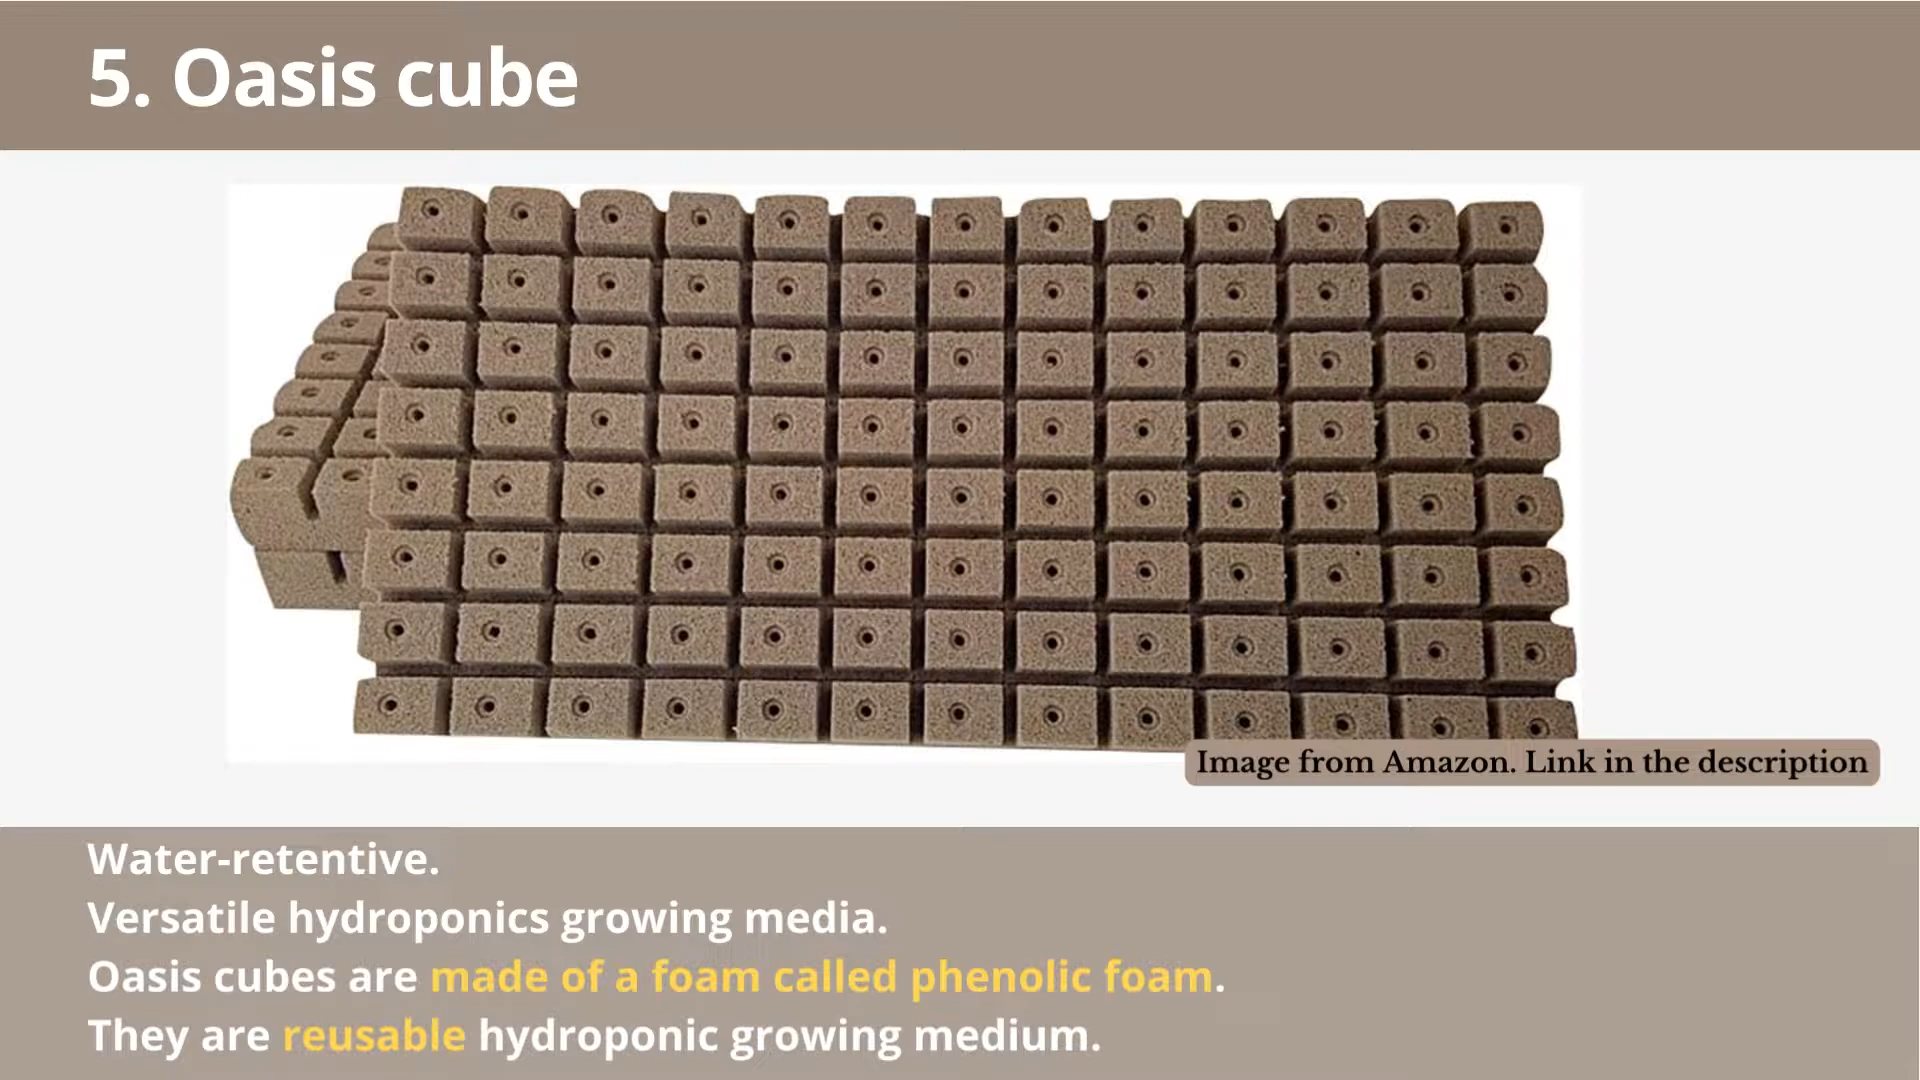 5. Oasis cube
Image from Amazon. Link in the description
Water-retentive.
Versatile hydroponics growing media.
Oasis cubes are made of a foam called phenolic foam.
They are reusable hydroponic growing medium.